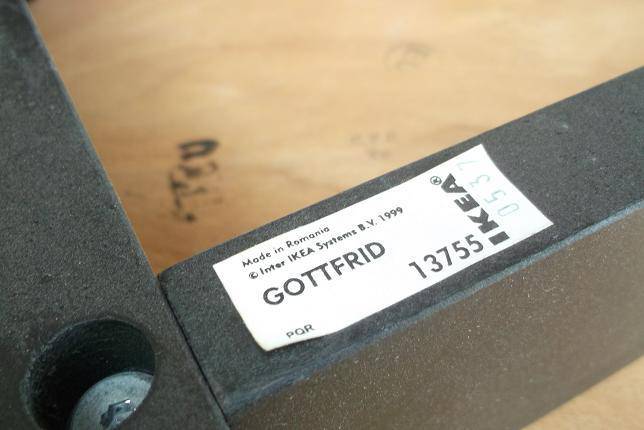 Made in Romania
© Inter IKEA Systems B.V. 1999
GOTTFRID
13755
PQR
IKEA®
0537